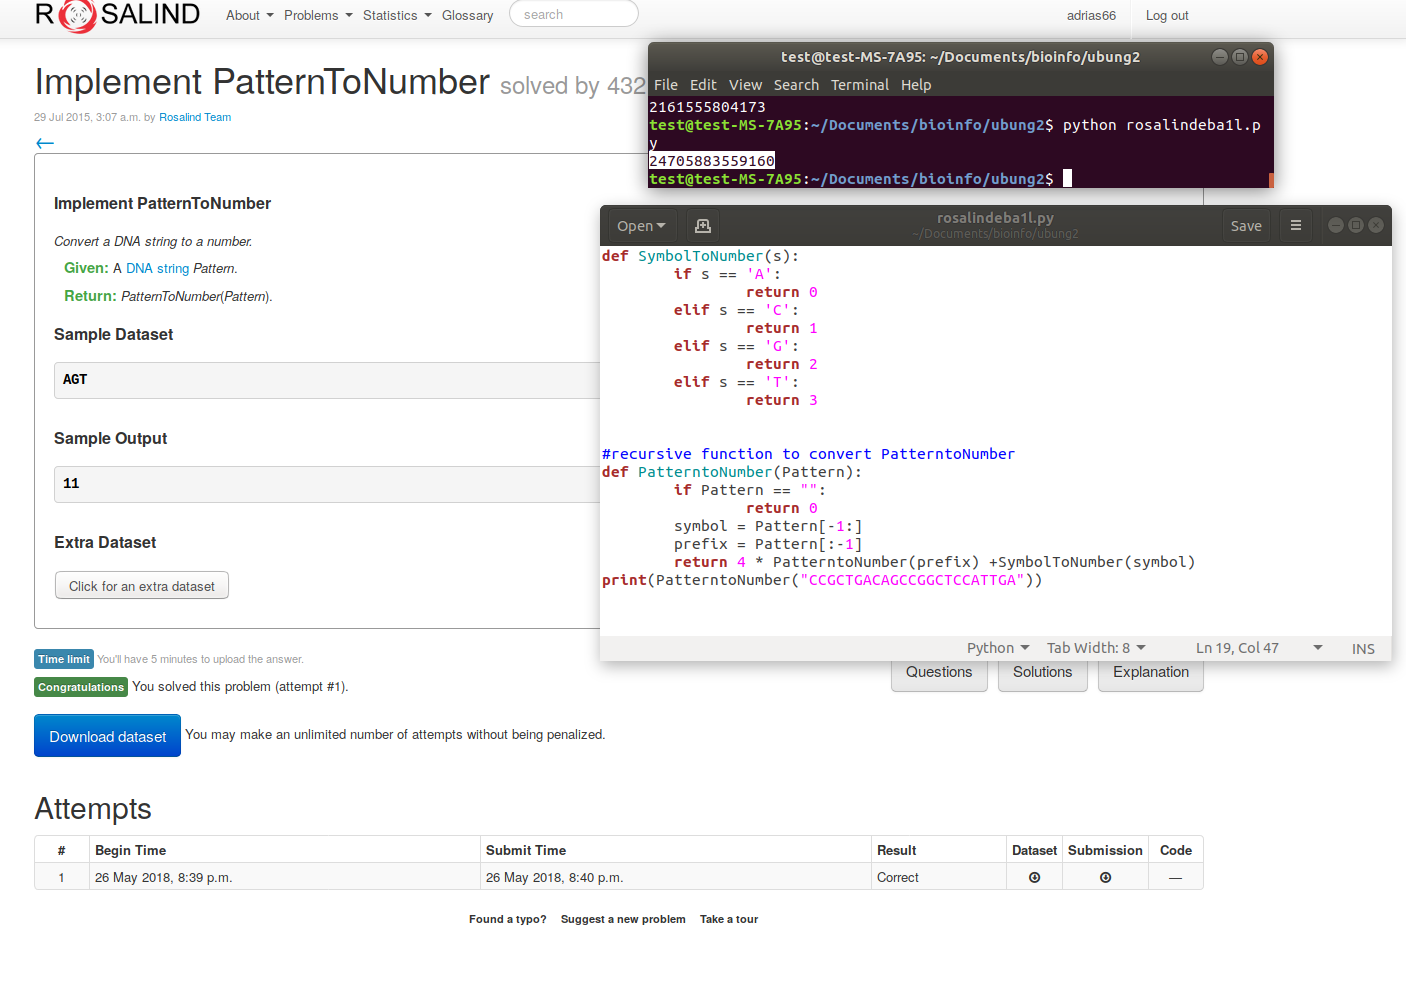 ROSALIND About Problems Statistics Glossary search adrias66 Log out
Implement PatternToNumber solved by 432
29 Jul 2015, 3:07 a.m. by Rosalind Team
←
Implement PatternToNumber
Convert a DNA string to a number.
Given: A DNA string Pattern.
Return: PatternToNumber(Pattern).
Sample Dataset
AGT
Sample Output
11
Extra Dataset
Click for an extra dataset
test@test-MS-7A95: ~/Documents/bioinfo/ubung2
File Edit View Search Terminal Help
2161555804173
test@test-MS-7A95:~/Documents/bioinfo/ubung2$ python rosalindeba1l.p
y
24705883559160
test@test-MS-7A95:~/Documents/bioinfo/ubung2$
Open rosalindeba1l.py Save
~/Documents/bioinfo/ubung2
def SymbolToNumber(s):
if s == 'A':
return 0
elif s == 'C':
return 1
elif s == 'G':
return 2
elif s == 'T':
return 3
#recursive function to convert PatterntoNumber
def PatterntoNumber(Pattern):
if Pattern == "":
return 0
symbol = Pattern[-1:]
prefix = Pattern[:-1]
return 4 * PatterntoNumber(prefix) +SymbolToNumber(symbol)
print(PatterntoNumber("CCGCTGACAGCCGGCTCCATTGA"))
Python Tab Width: 8 Ln 19, Col 47 INS
Time limit You'll have 5 minutes to upload the answer.
Questions Solutions Explanation
Congratulations You solved this problem (attempt #1).
Download dataset You may make an unlimited number of attempts without being penalized.
Attempts
# Begin Time Submit Time Result Dataset Submission Code
1 26 May 2018, 8:39 p.m. 26 May 2018, 8:40 p.m. Correct —
Found a typo? Suggest a new problem Take a tour